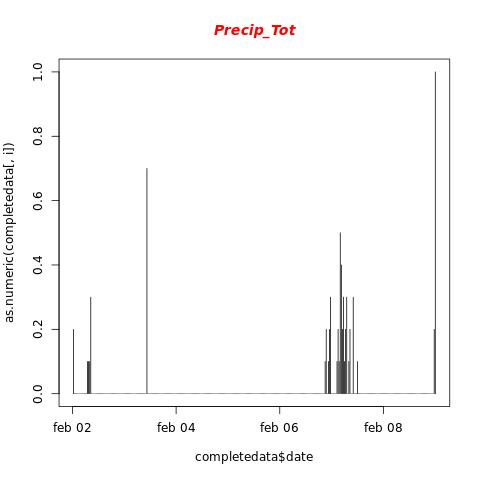 Precip_Tot
as.numeric(completedata[, i])
1.0
0.8
0.6
0.4
0.2
0.0
feb 02 feb 04 feb 06 feb 08
completedata$date